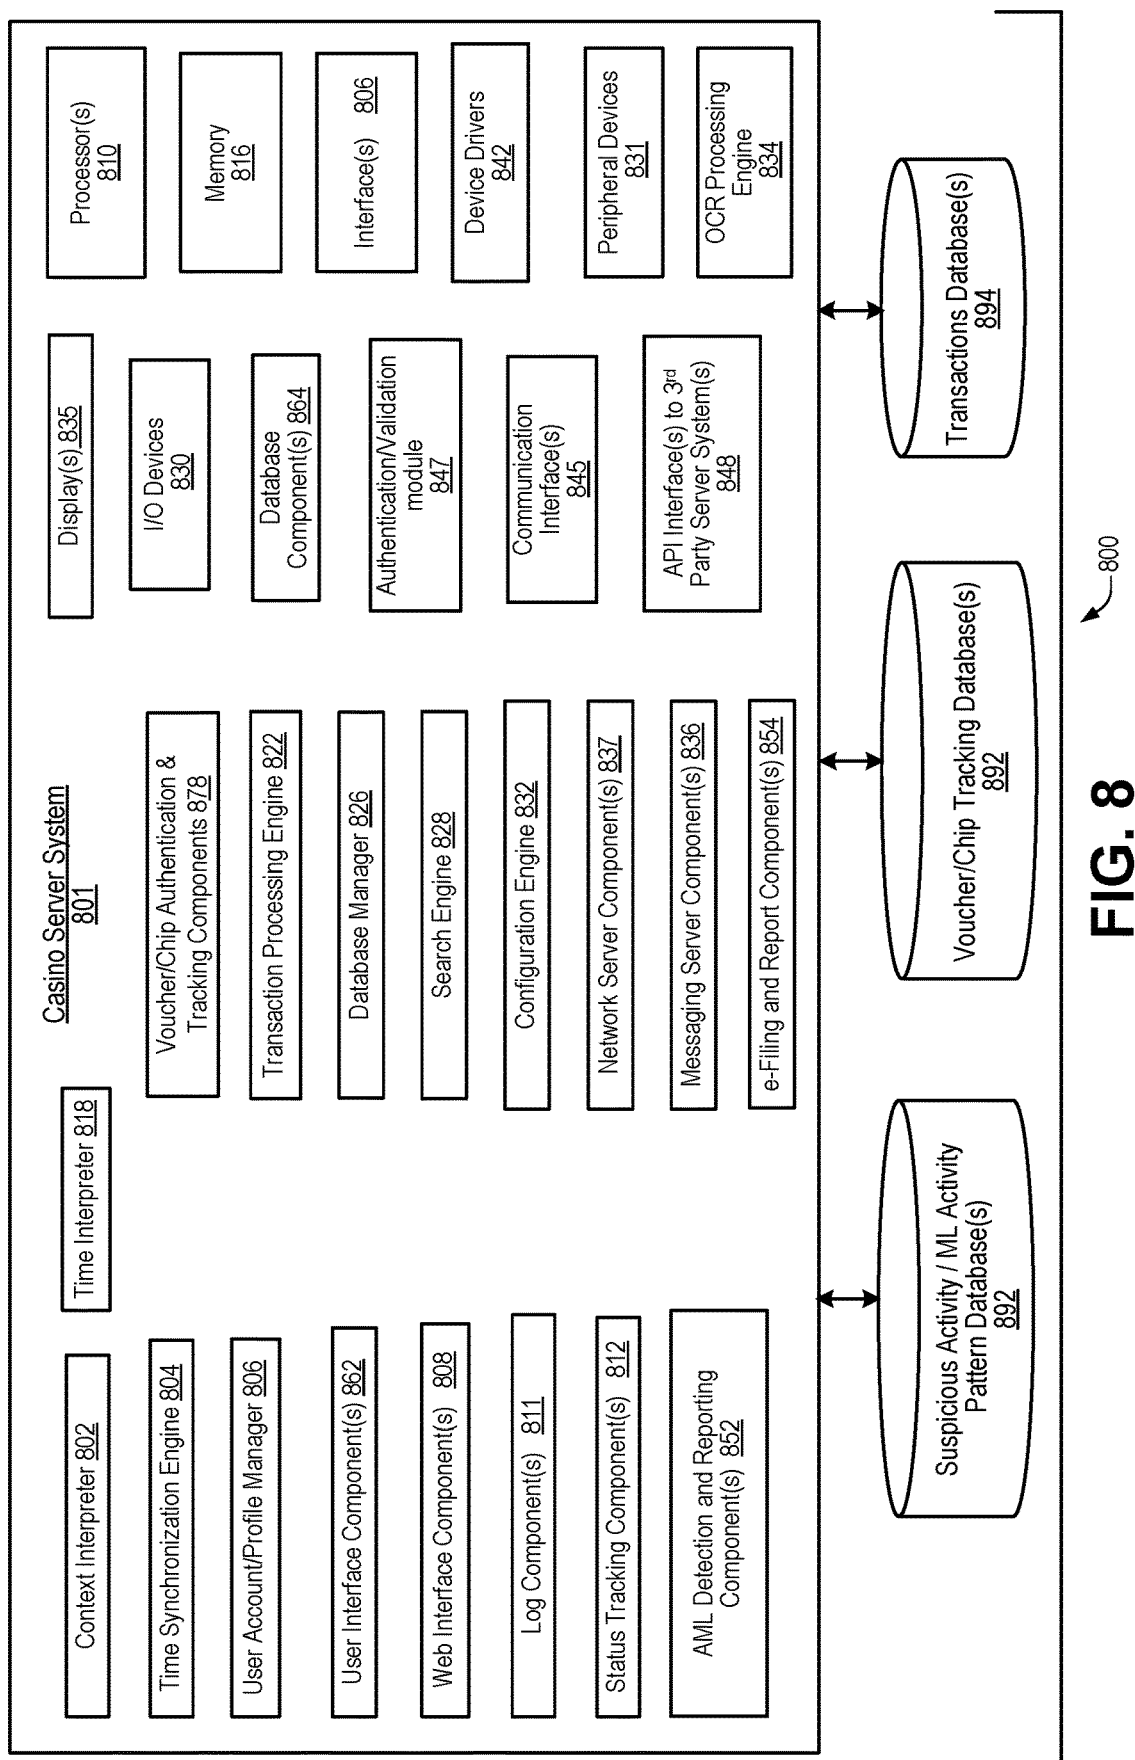 Casino Server System
801
Context Interpreter 802
Time Synchronization Engine 804
User Account/Profile Manager 806
User Interface Component(s) 862
Web Interface Component(s) 808
Log Component(s) 811
Status Tracking Component(s) 812
AML Detection and Reporting
Component(s) 852
Time Interpreter 818
Voucher/Chip Authentication &
Tracking Components 878
Transaction Processing Engine 822
Database Manager 826
Search Engine 828
Configuration Engine 832
Network Server Component(s) 837
Messaging Server Component(s) 836
e-Filing and Report Component(s) 854
Display(s) 835
I/O Devices
830
Database
Component(s) 864
Authentication/Validation
module
847
Communication
Interface(s)
845
API Interface(s) to 3rd
Party Server System(s)
848
Processor(s)
810
Memory
816
Interface(s) 806
Device Drivers
842
Peripheral Devices
831
OCR Processing
Engine
834
Suspicious Activity / ML Activity
Pattern Database(s)
892
Voucher/Chip Tracking Database(s)
892
Transactions Database(s)
894
800
FIG. 8